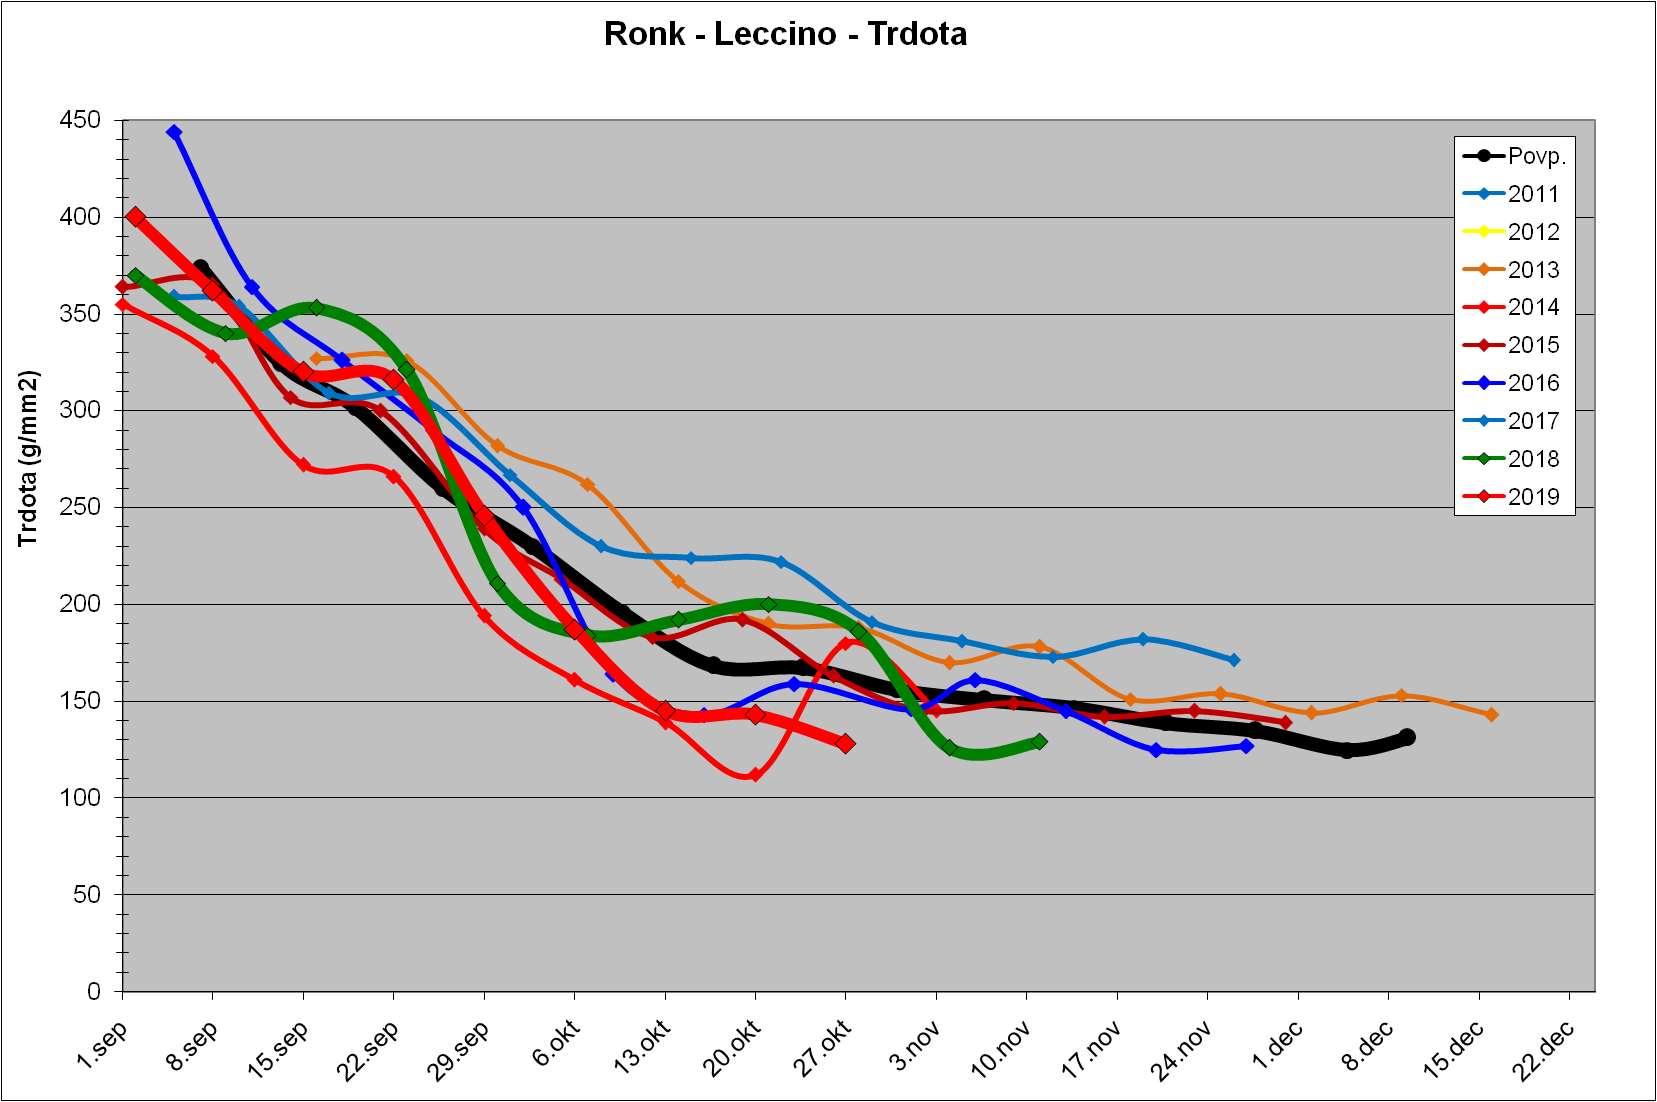 Ronk - Leccino - Trdota
Trdota (g/mm2)
450
400
350
300
250
200
150
100
50
0
1.sep
8.sep
15.sep
22.sep
29.sep
6.okt
13.okt
20.okt
27.okt
3.nov
10.nov
17.nov
24.nov
1.dec
8.dec
15.dec
22.dec
Povp.
2011
2012
2013
2014
2015
2016
2017
2018
2019